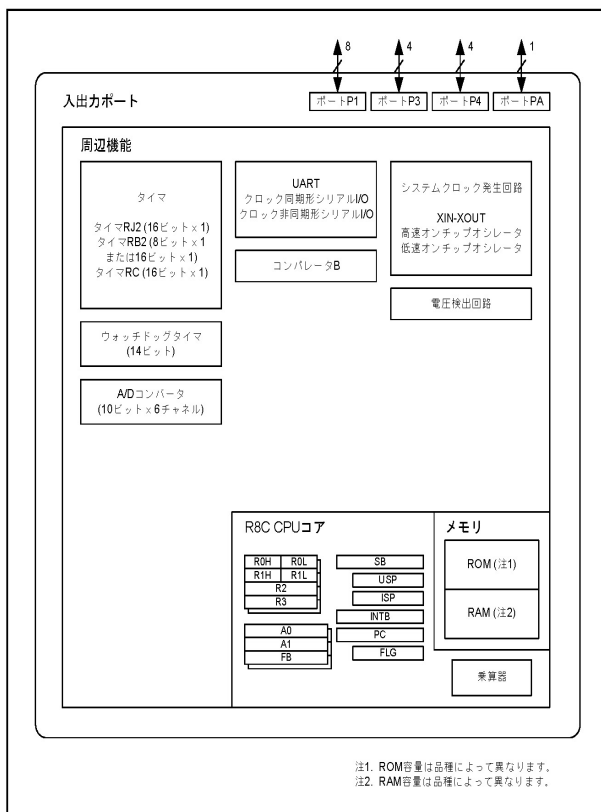 8
4
4
1
入出力ポート
ポートP1
ポートP3
ポートP4
ポートPA
周辺機能
タイマ
タイマRJ2 (16ビット x 1)
タイマRB2 (8ビット x 1
または16ビット x 1)
タイマRC (16ビット x 1)
ウォッチドッグタイマ
(14ビット)
A/Dコンバータ
(10ビット x 6チャネル)
UART
クロック同期形シリアルI/O
クロック非同期形シリアルI/O
コンパレータB
システムクロック発生回路
XIN-XOUT
高速オンチップオシレータ
低速オンチップオシレータ
電圧検出回路
R8C CPUコア
R0H R0L
R1H R1L
R2
R3
A0
A1
FB
SB
USP
ISP
INTB
PC
FLG
メモリ
ROM (注1)
RAM (注2)
乗算器
注1. ROM容量は品種によって異なります。
注2. RAM容量は品種によって異なります。